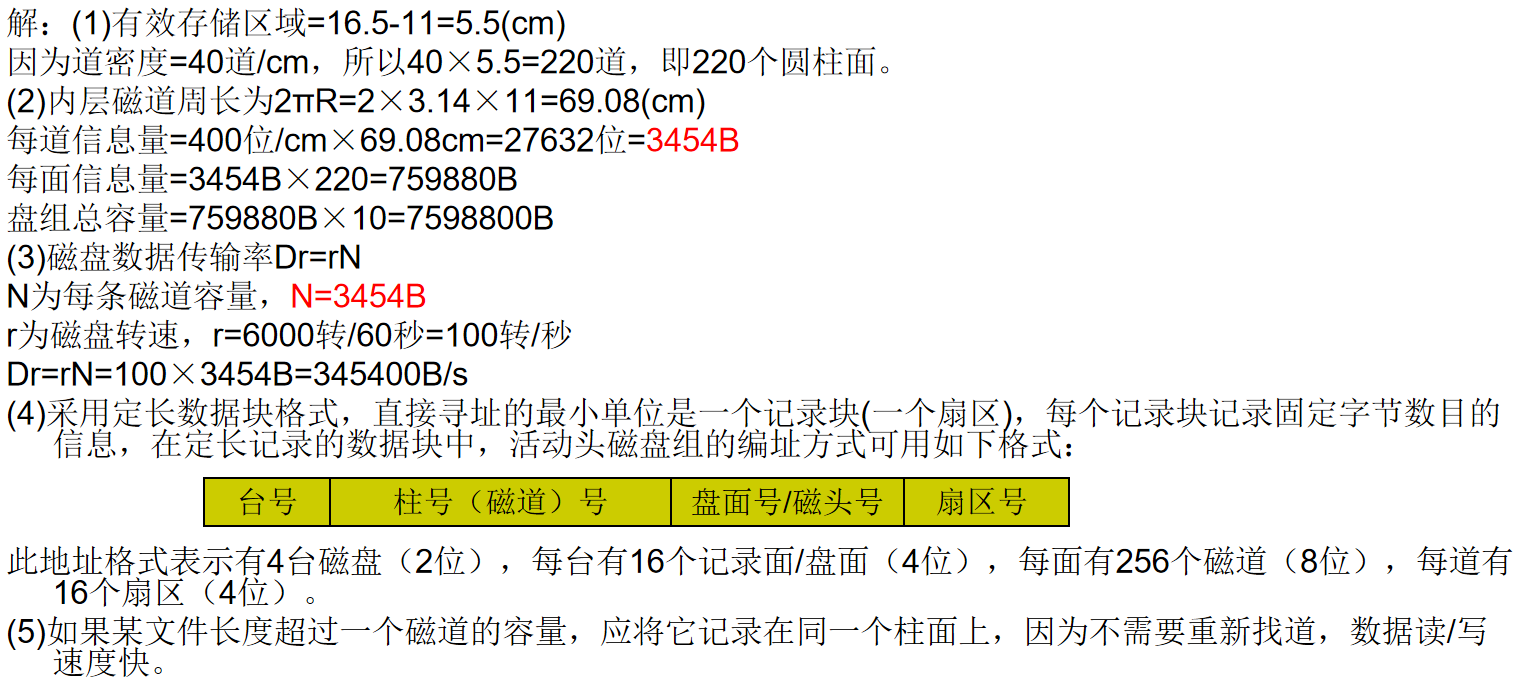 解：(1)有效存储区域=16.5-11=5.5(cm)
因为道密度=40道/cm，所以40×5.5=220道，即220个圆柱面。
(2)内层磁道周长为2πR=2×3.14×11=69.08(cm)
每道信息量=400位/cm×69.08cm=27632位=3454B
每面信息量=3454B×220=759880B
盘组总容量=759880B×10=7598800B
(3)磁盘数据传输率Dr=rN
N为每条磁道容量，N=3454B
r为磁盘转速，r=6000转/60秒=100转/秒
Dr=rN=100×3454B=345400B/s
(4)采用定长数据块格式，直接寻址的最小单位是一个记录块(一个扇区)，每个记录块记录固定字节数目的
信息，在定长记录的数据块中，活动头磁盘组的编址方式可用如下格式：
台号 柱号（磁道）号 盘面号/磁头号 扇区号
此地址格式表示有4台磁盘（2位），每台有16个记录面/盘面（4位），每面有256个磁道（8位），每道有
16个扇区（4位）。
(5)如果某文件长度超过一个磁道的容量，应将它记录在同一个柱面上，因为不需要重新找道，数据读/写
速度快。